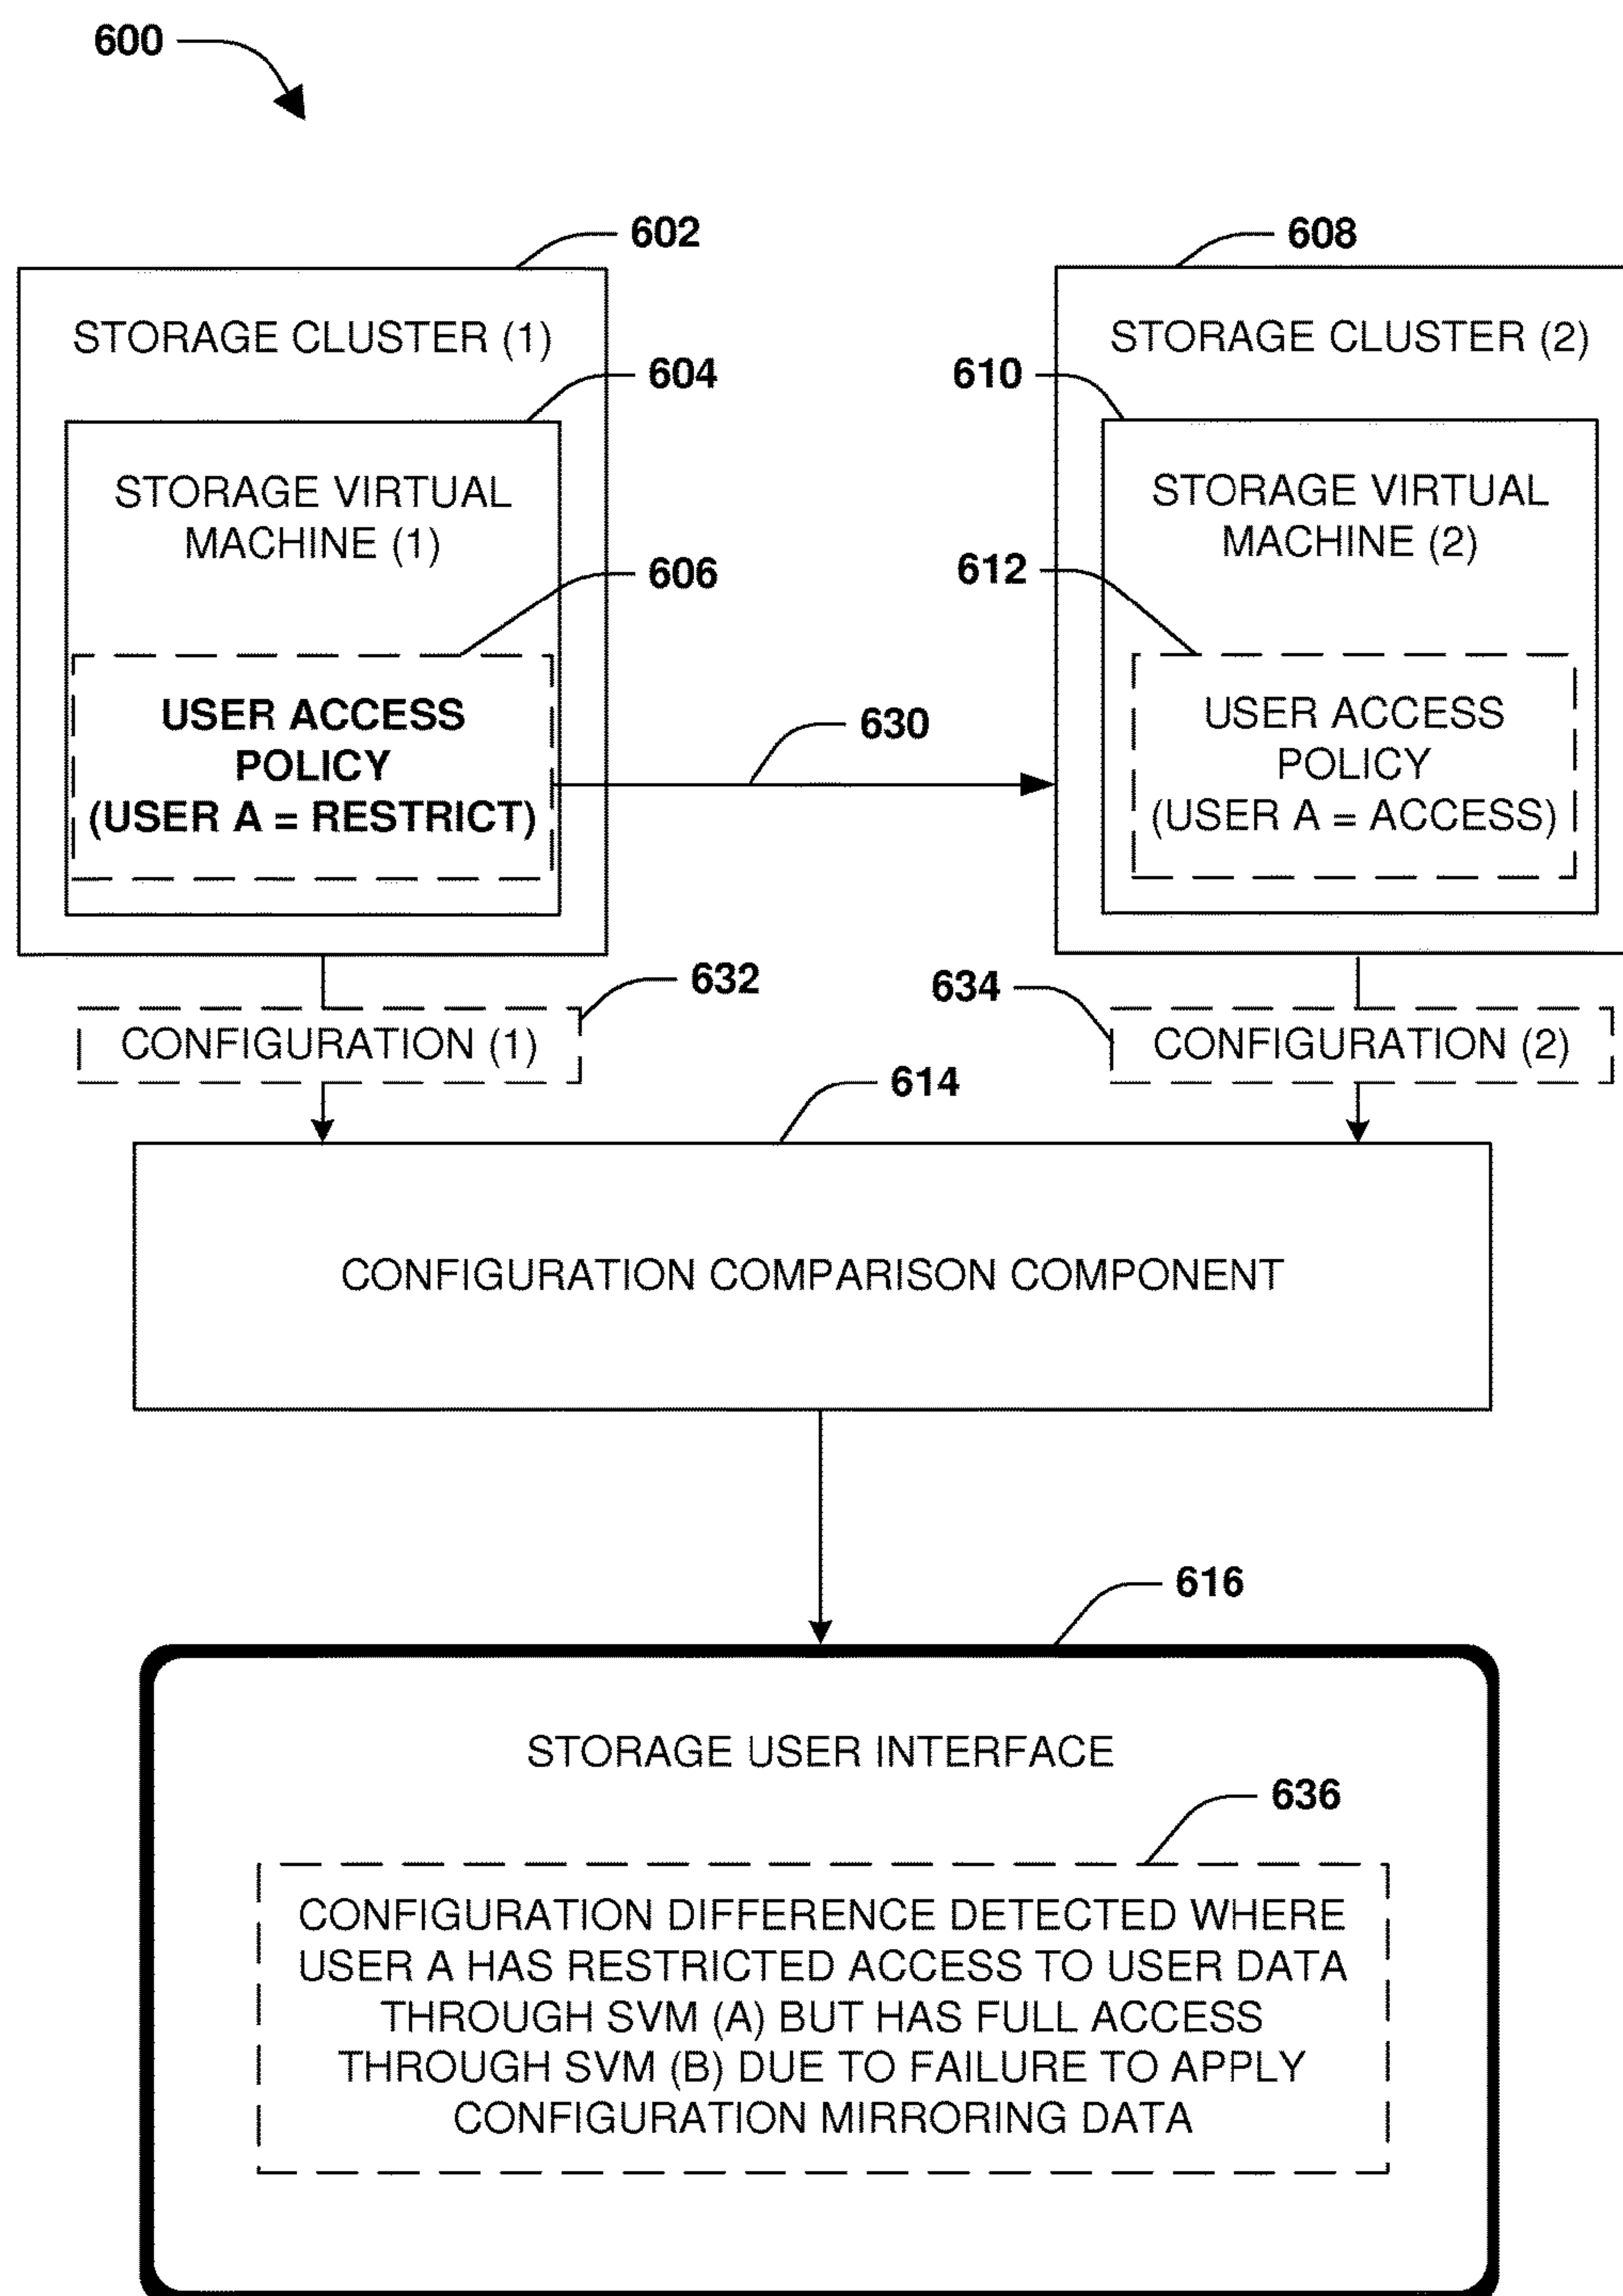 600
602
608
STORAGE CLUSTER (1)
STORAGE CLUSTER (2)
604
610
STORAGE VIRTUAL
MACHINE (1)
STORAGE VIRTUAL
MACHINE (2)
606
612
USER ACCESS
POLICY
(USER A = RESTRICT)
630
USER ACCESS
POLICY
(USER A = ACCESS)
632
634
CONFIGURATION (1)
CONFIGURATION (2)
614
CONFIGURATION COMPARISON COMPONENT
616
STORAGE USER INTERFACE
636
CONFIGURATION DIFFERENCE DETECTED WHERE
USER A HAS RESTRICTED ACCESS TO USER DATA
THROUGH SVM (A) BUT HAS FULL ACCESS
THROUGH SVM (B) DUE TO FAILURE TO APPLY
CONFIGURATION MIRRORING DATA